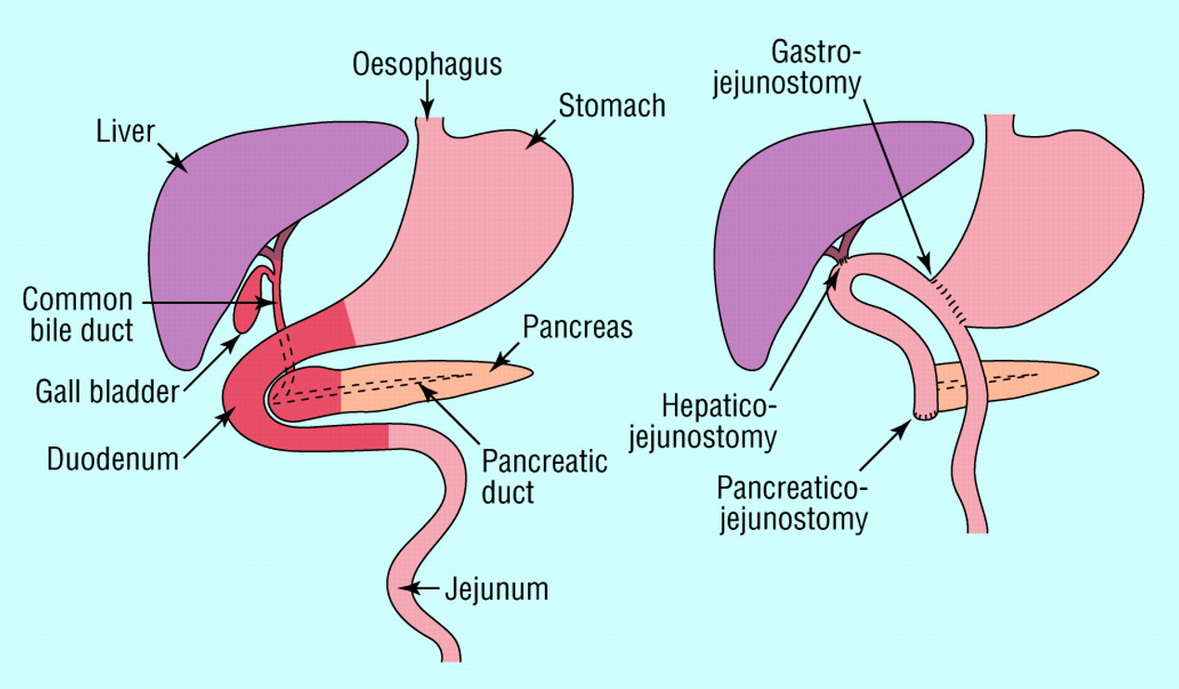 Oesophagus
Stomach
Liver
Common
bile duct
Gall bladder
Duodenum
Pancreas
Pancreatic
duct
Jejunum
Gastro-
jejunostomy
Hepatico-
jejunostomy
Pancreatico-
jejunostomy